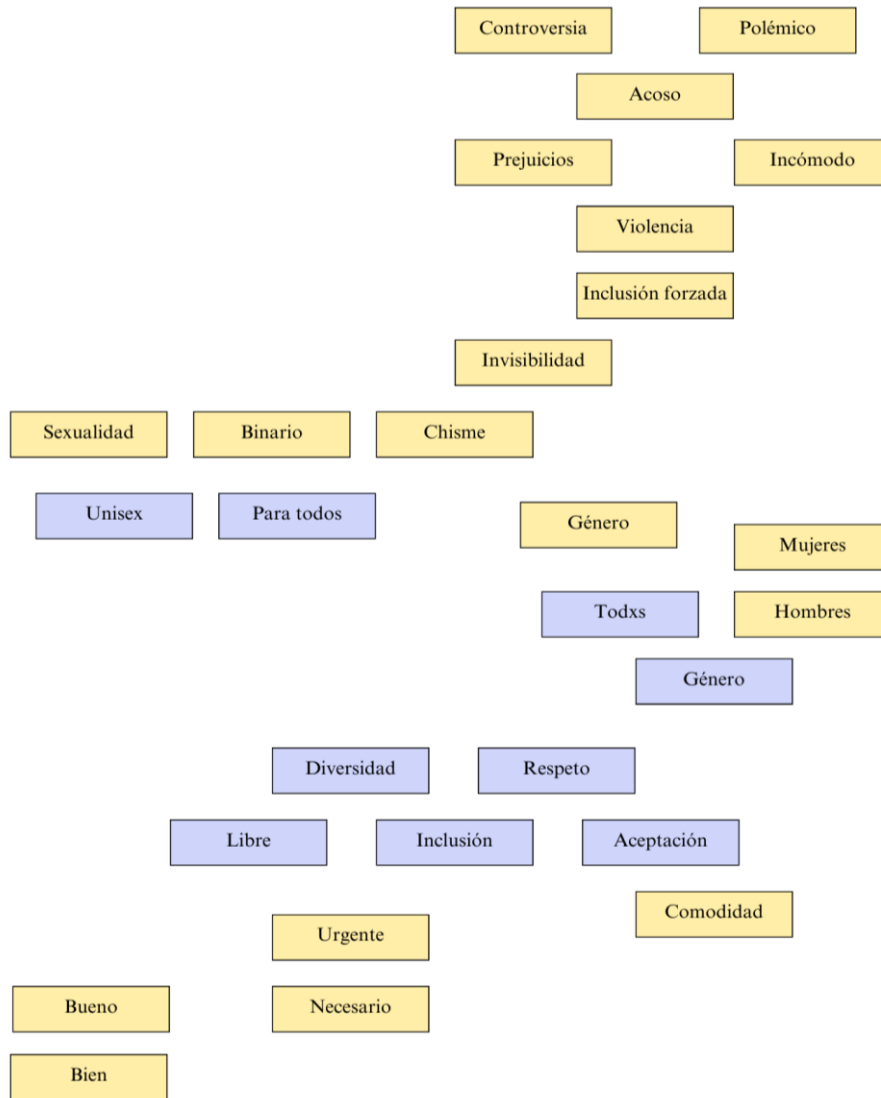 Controversia
Polémico
Acoso
Prejuicios
Incómodo
Violencia
Inclusión forzada
Invisibilidad
Sexualidad
Binario
Chisme
Unisex
Para todos
Género
Mujeres
Todxs
Hombres
Género
Diversidad
Respeto
Libre
Inclusión
Aceptación
Comodidad
Urgente
Bueno
Necesario
Bien